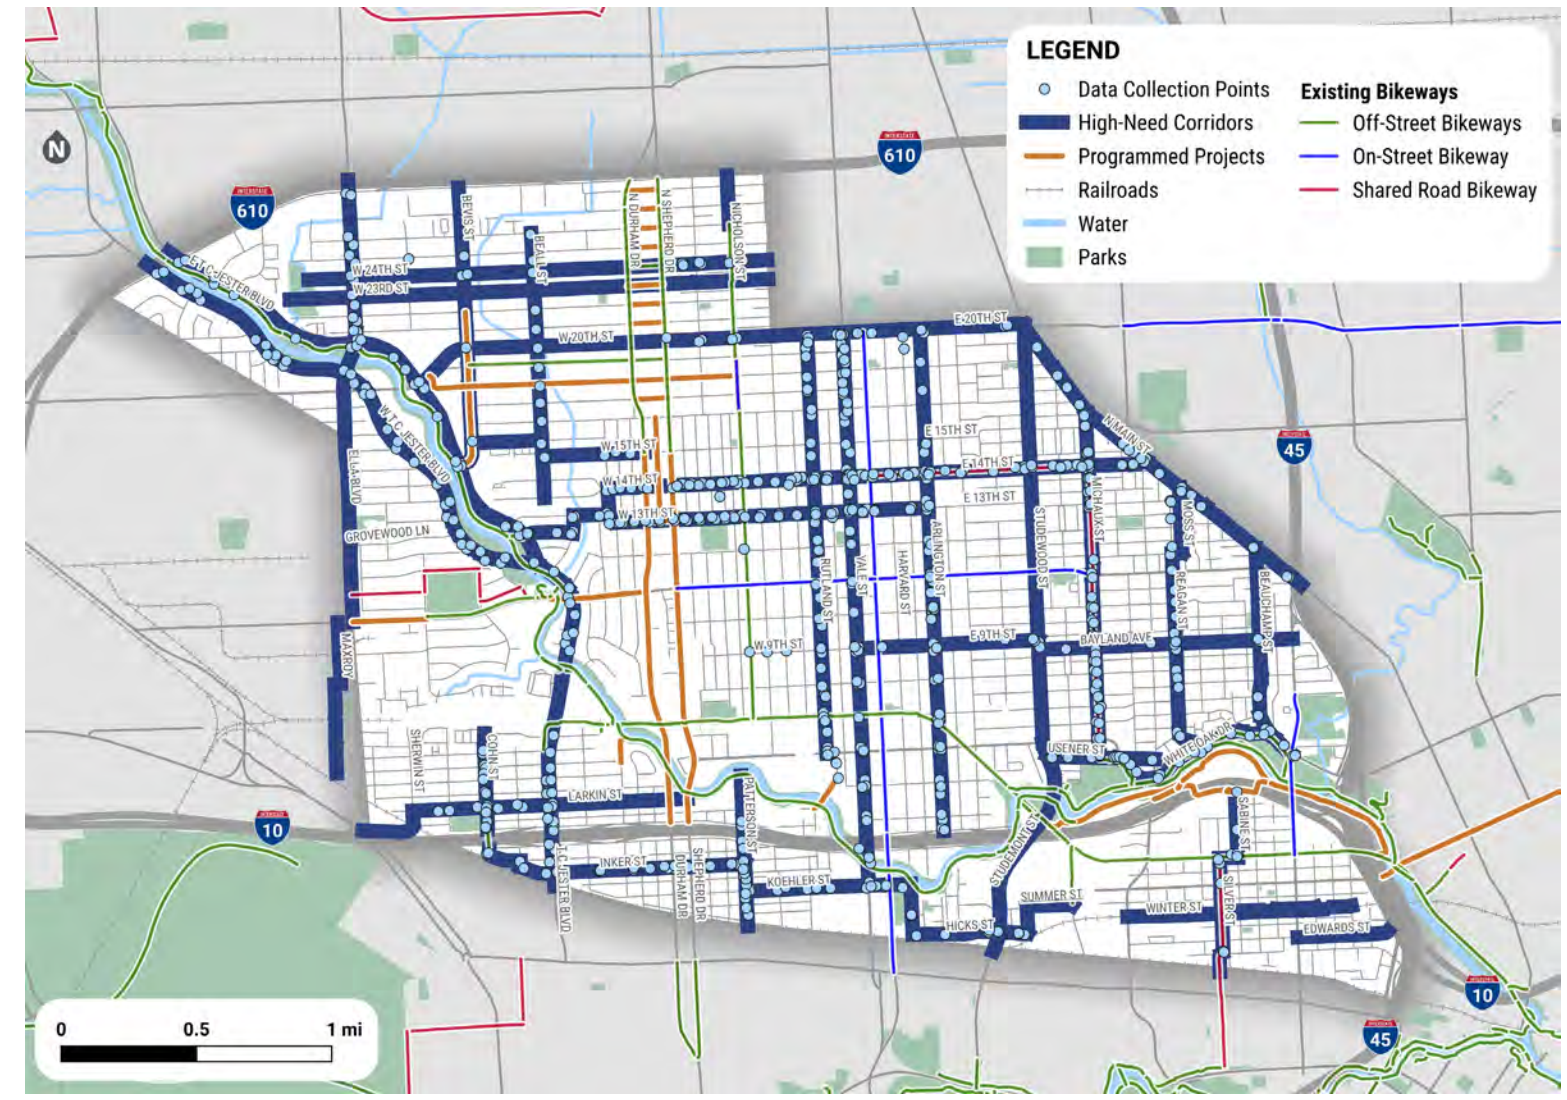 LEGEND
Data Collection Points
High-Need Corridors
Programmed Projects
Railroads
Water
Parks
Existing Bikeways
Off-Street Bikeways
On-Street Bikeway
Shared Road Bikeway
N
INTERSTATE
610
INTERSTATE
610
BEVIS ST
BEALL ST
N DURHAM DR
N SHEPHERD DR
NICHOLSON ST
W 24TH ST
W 23RD ST
E T C JESTER BLVD
W 20TH ST
E 20TH ST
W T C JESTER BLVD
ELLA BLVD
W 15TH ST
E 15TH ST
N MAIN ST
45
W 14TH ST
E 14TH ST
W 13TH ST
E 13TH ST
GROVEWOOD LN
MICHAUX ST
MOSS ST
STUDEWOOD ST
ARLINGTON ST
HARVARD ST
YALE ST
RUTLAND ST
REAGAN ST
BEAUCHAMP ST
MAXROY
W 9TH ST
E 9TH ST
BAYLAND AVE
SHERWIN ST
COHN ST
USENER ST
WHITE OAK DR
LARKIN ST
PATTERSON ST
SABINE ST
10
T C JESTER BLVD
INKER ST
DURHAM DR
SHEPHERD DR
KOEHLER ST
STUDEMONT ST
SUMMER ST
HICKS ST
WINTER ST
SILVER ST
EDWARDS ST
10
45
0 0.5 1 mi